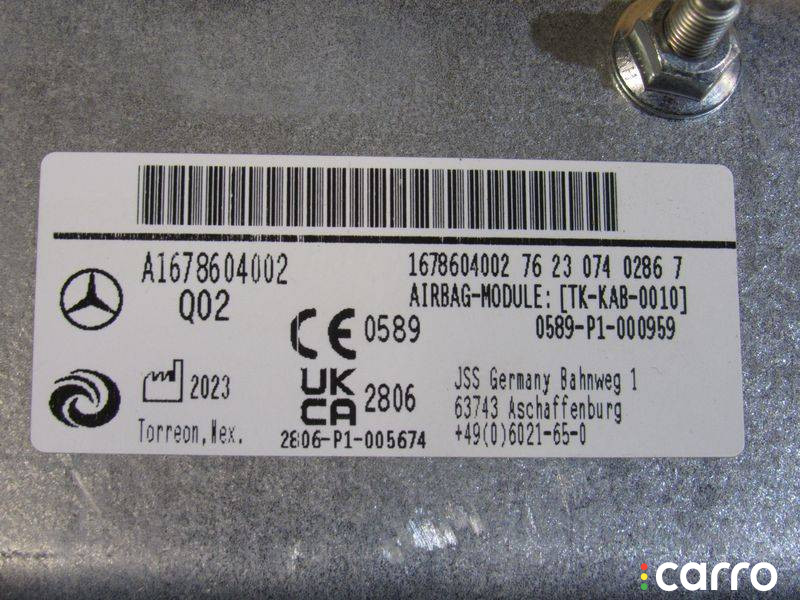 A1678604002
Q02
1678604002 76 23 074 0286 7
AIRBAG-MODULE: [TK-KAB-0010]
CE 0589
0589-P1-000959
2023
UK
CA 2806
JSS Germany Bahnweg 1
63743 Aschaffenburg
+49(0)6021-65-0
Torreon, Mex.
2806-P1-005674
carro